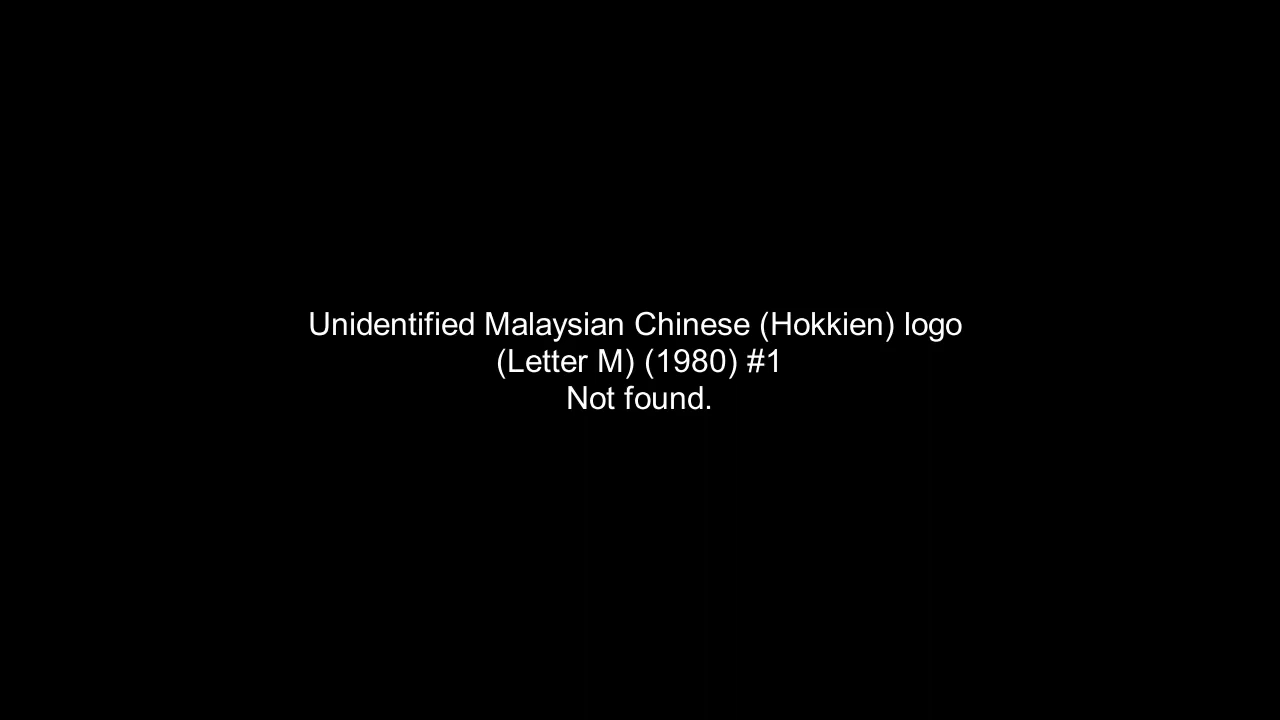 Unidentified Malaysian Chinese (Hokkien) logo
(Letter M) (1980) #1
Not found.